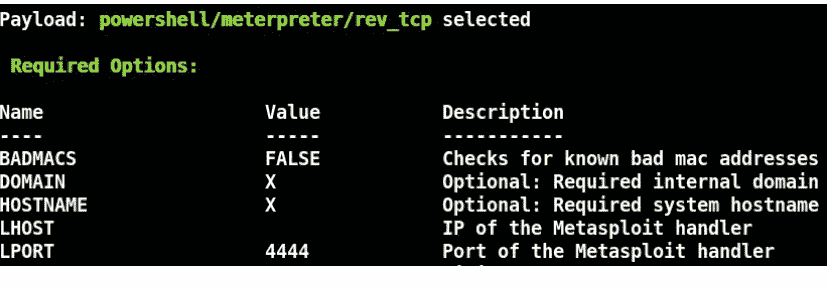 Payload: powershell/meterpreter/rev_tcp selected
Required Options:
Name Value Description
---- ----- -----------
BADMACS FALSE Checks for known bad mac addresses
DOMAIN X Optional: Required internal domain
HOSTNAME X Optional: Required system hostname
LHOST IP of the Metasploit handler
LPORT 4444 Port of the Metasploit handler